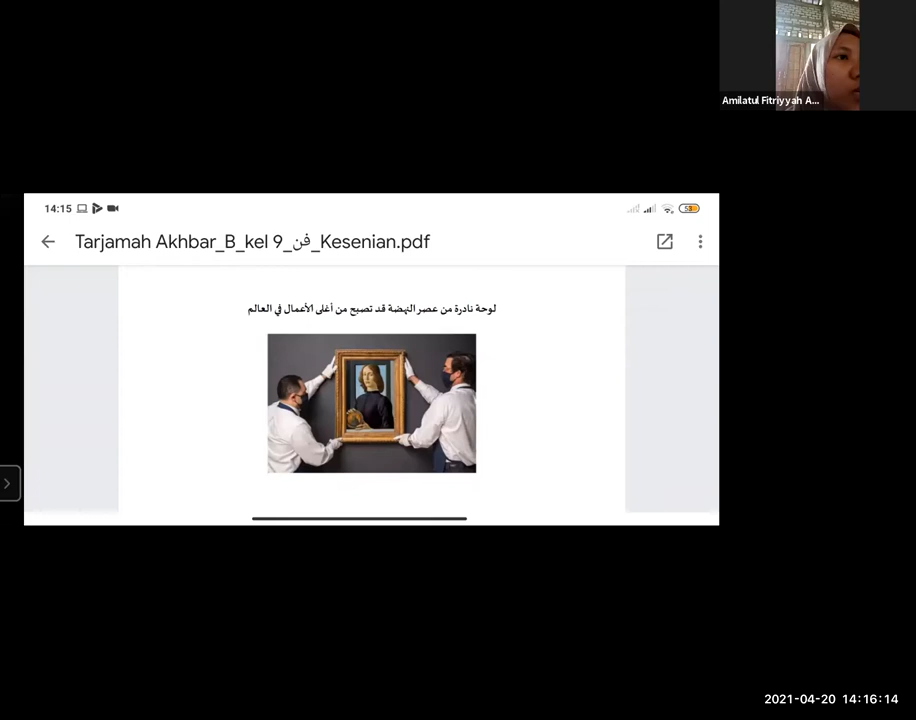 Amilatul Fitriyyah A...
14:15
53
Tarjamah Akhbar_B_kel 9_فن_Kesenian.pdf
لوحة نادرة من عصر النهضة قد تصبح من أغلى الأعمال في العالم
2021-04-20 14:16:14